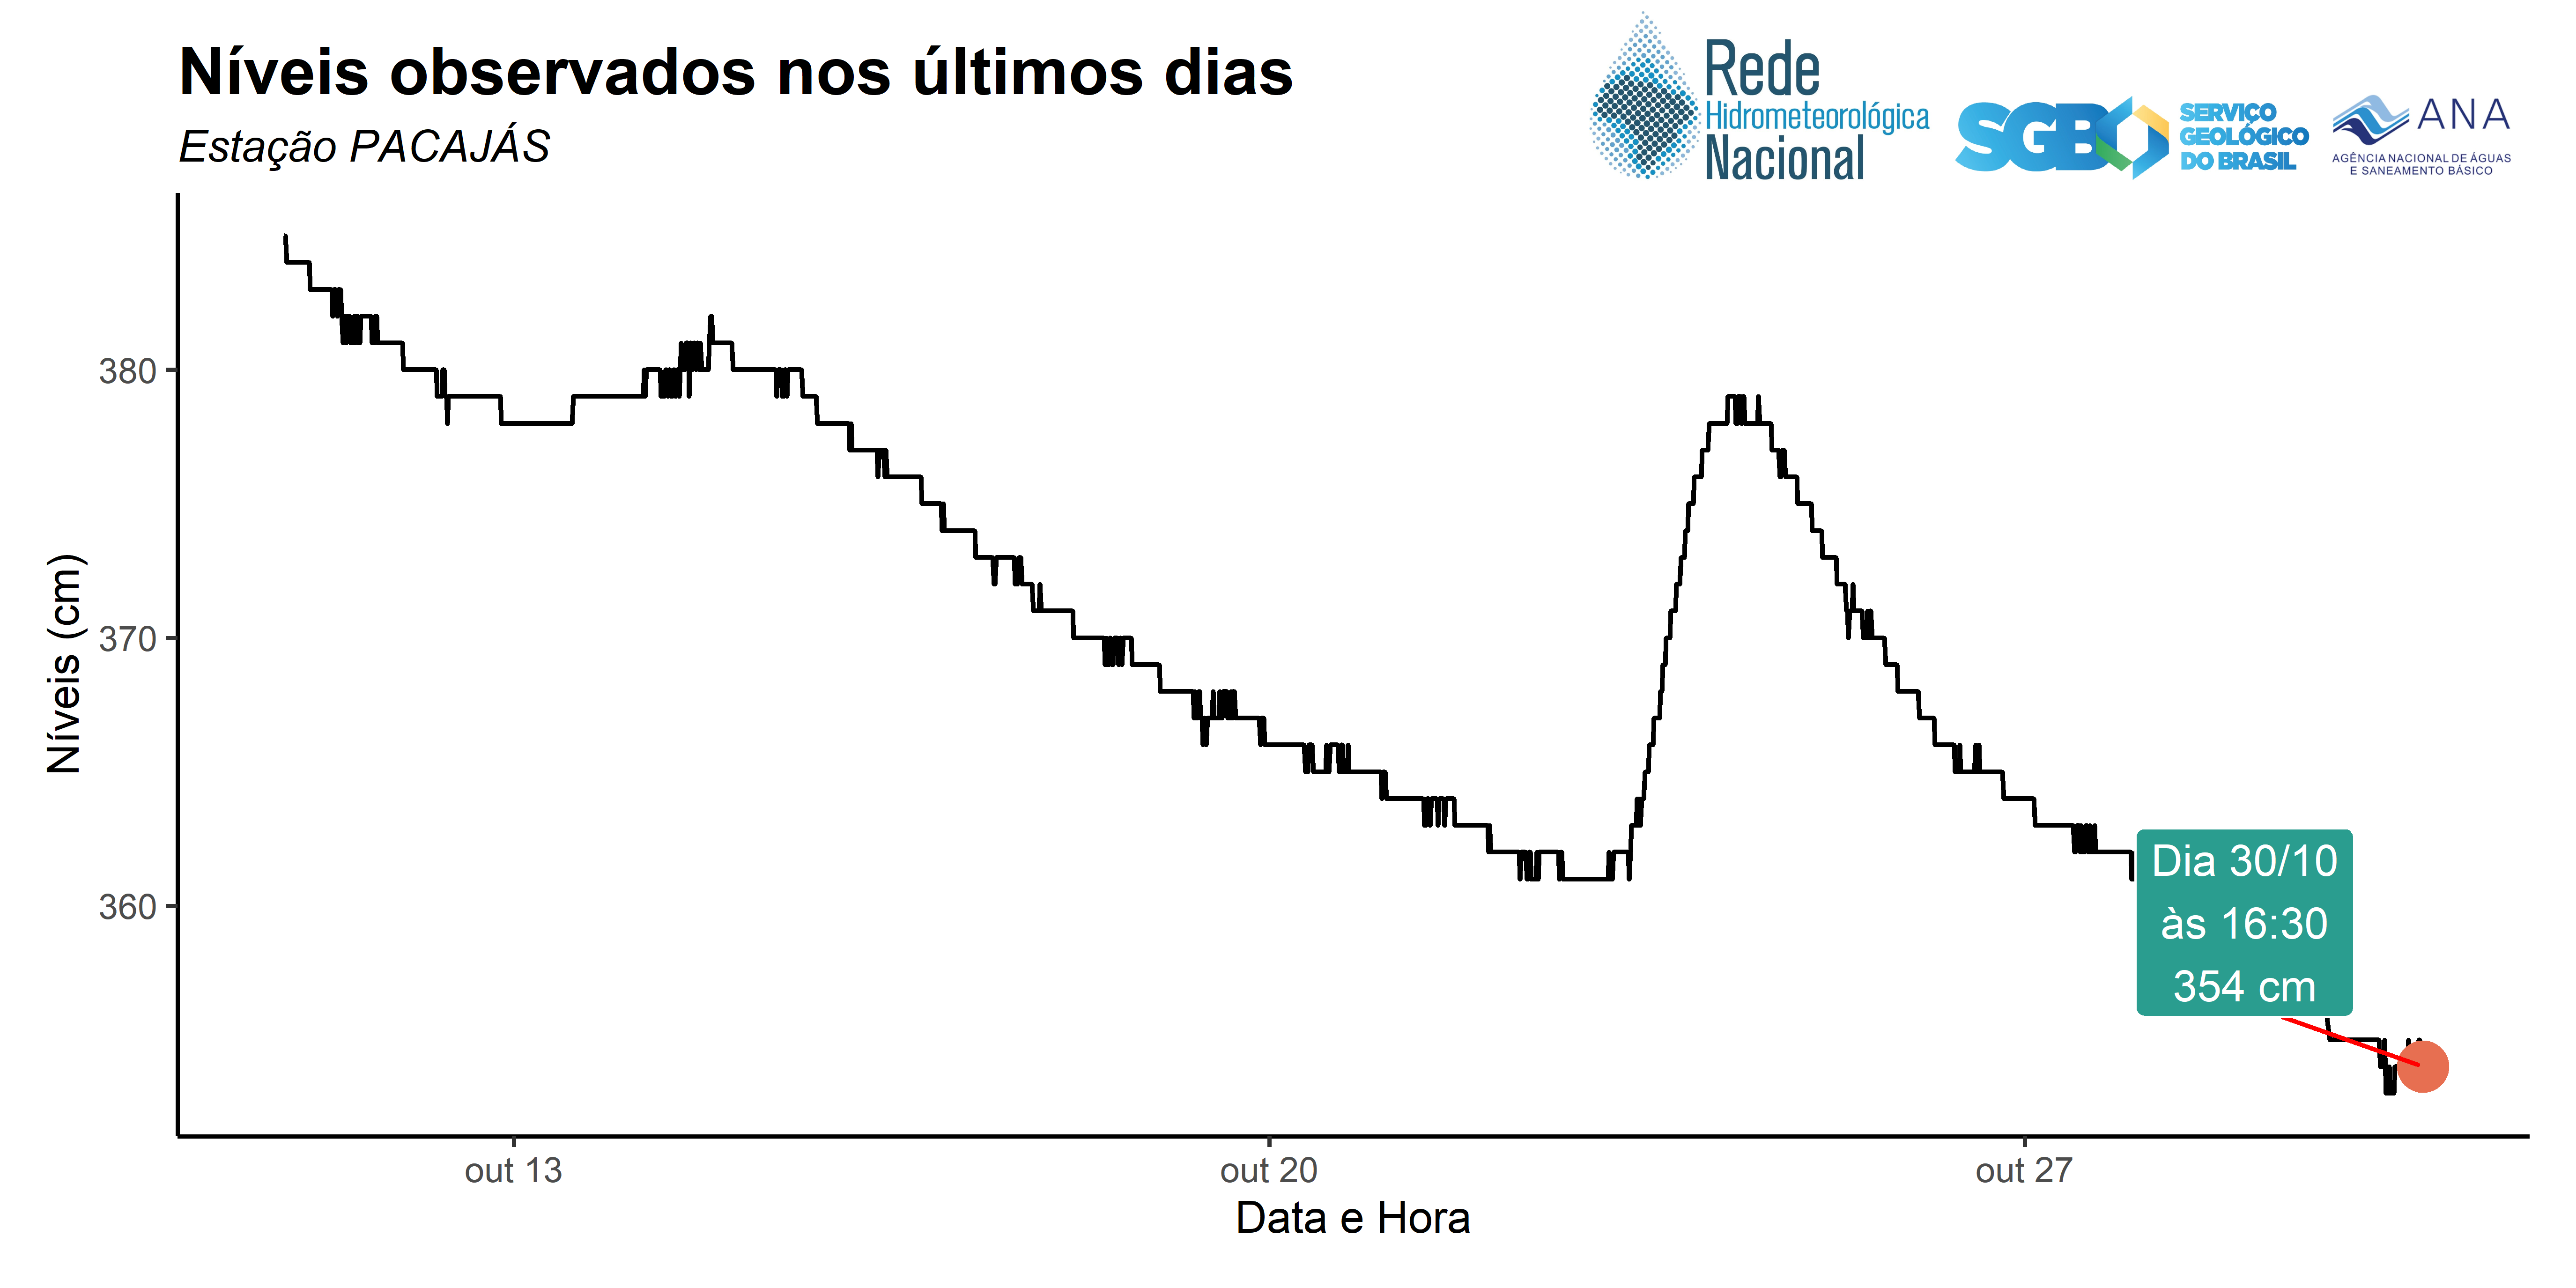 Níveis observados nos últimos dias
Estação PACAJÁS
Rede
Hidrometeorológica
Nacional
SGB
SERVIÇO
GEOLÓGICO
DO BRASIL
ANA
AGÊNCIA NACIONAL DE ÁGUAS
E SANEAMENTO BÁSICO
Níveis (cm)
380
370
360
Dia 30/10
às 16:30
354 cm
out 13
out 20
out 27
Data e Hora